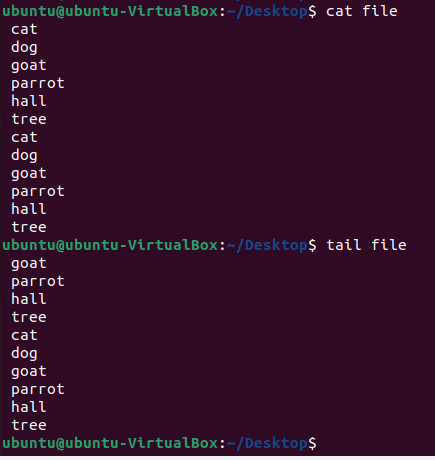 ubuntu@ubuntu-VirtualBox:~/Desktop$ cat file
cat
dog
goat
parrot
hall
tree
cat
dog
goat
parrot
hall
tree
ubuntu@ubuntu-VirtualBox:~/Desktop$ tail file
goat
parrot
hall
tree
cat
dog
goat
parrot
hall
tree
ubuntu@ubuntu-VirtualBox:~/Desktop$